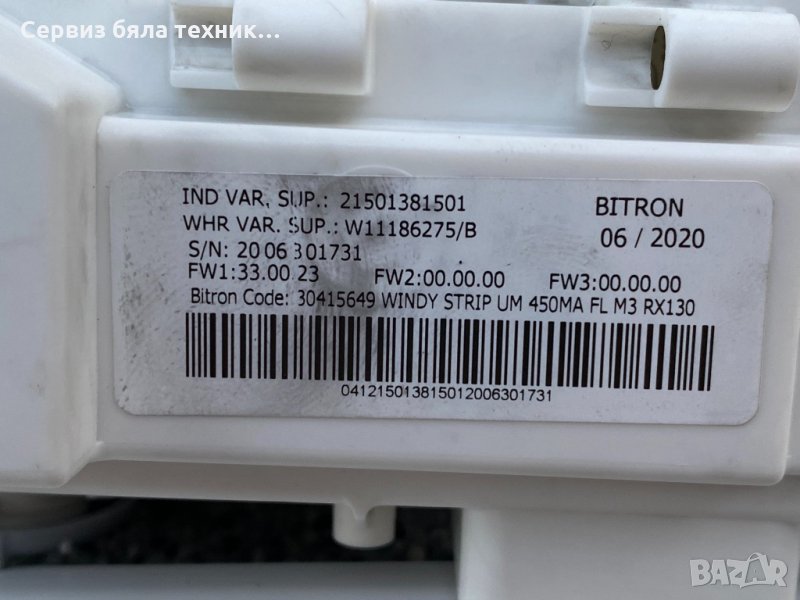 Сервиз бяла техник...
IND VAR. SUP.: 21501381501
BITRON
WHR VAR. SUP.: W11186275/B
06 / 2020
S/N: 20 06 301731
FW1:33.00.23 FW2:00.00.00 FW3:00.00.00
Bitron Code: 30415649 WINDY STRIP UM 450MA FL M3 RX130
041215013815012006301731
BAZAR